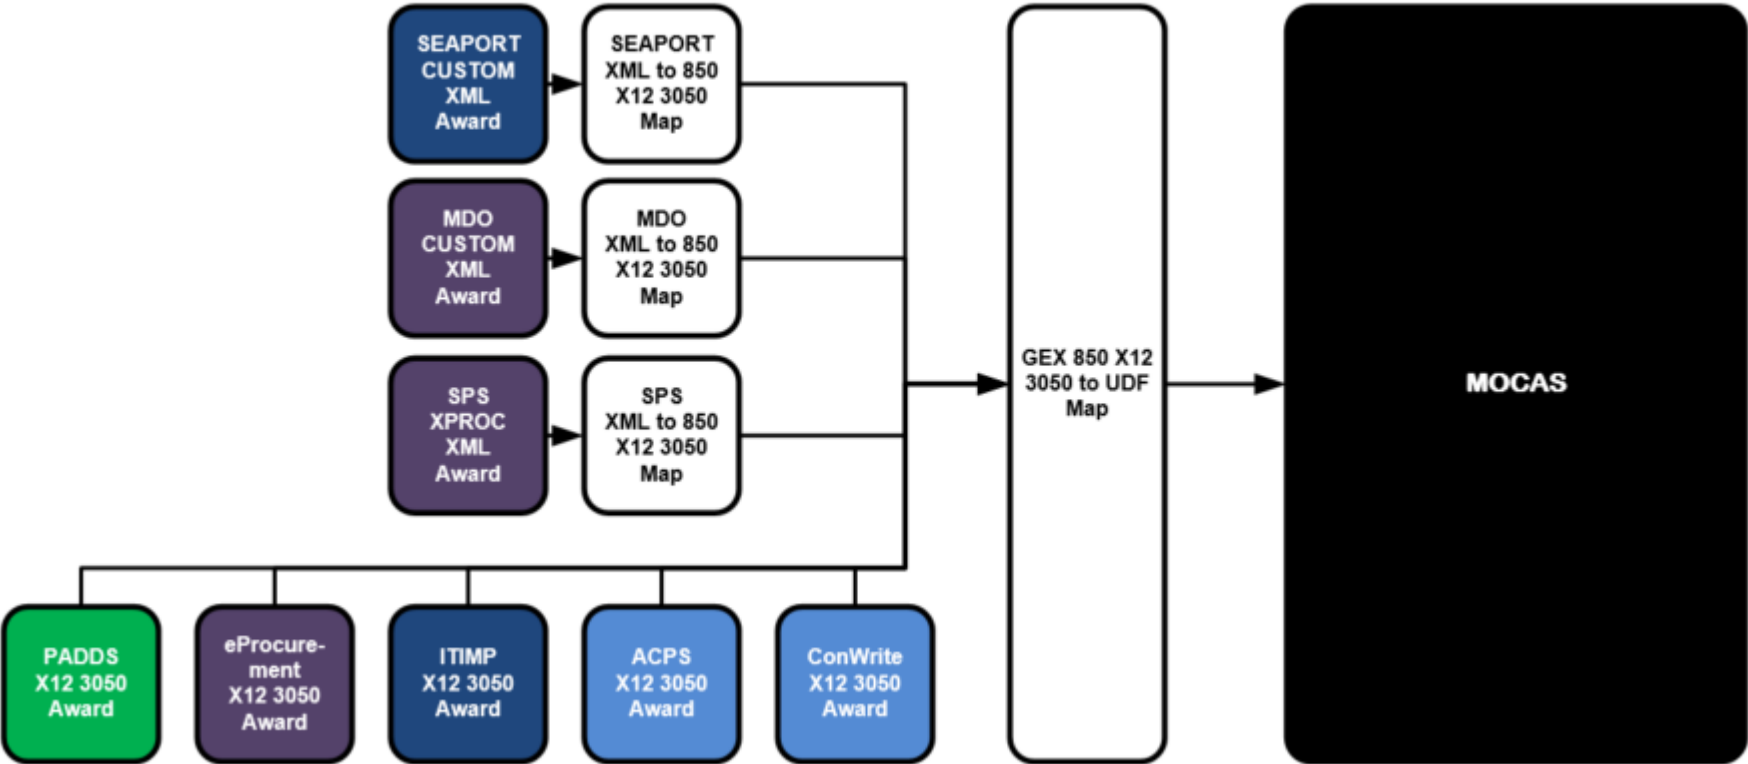 SEAPORT
CUSTOM
XML
Award
SEAPORT
XML to 850
X12 3050
Map
MDO
CUSTOM
XML
Award
MDO
XML to 850
X12 3050
Map
SPS
XPROC
XML
Award
SPS
XML to 850
X12 3050
Map
GEX 850 X12
3050 to UDF
Map
MOCAS
PADDS
X12 3050
Award
eProcure-
ment
X12 3050
Award
ITIMP
X12 3050
Award
ACPS
X12 3050
Award
ConWrite
X12 3050
Award